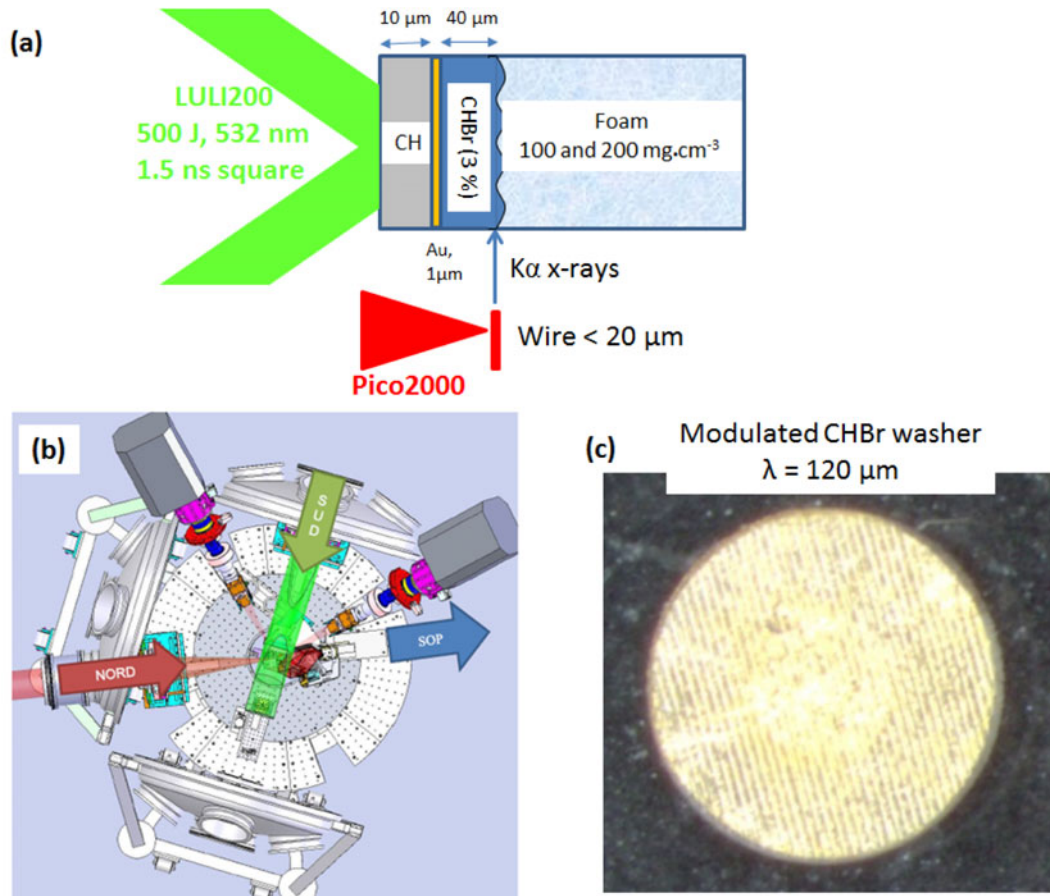 (a)
10 µm
40 µm
LULI200
500 J, 532 nm
1.5 ns square
CH
CHBr (3 %)
Foam
100 and 200 mg.cm⁻³
Au,
1µm
Kα x-rays
Wire < 20 µm
Pico2000
(b)
SUD
NORD
SOP
(c)
Modulated CHBr washer
λ = 120 µm